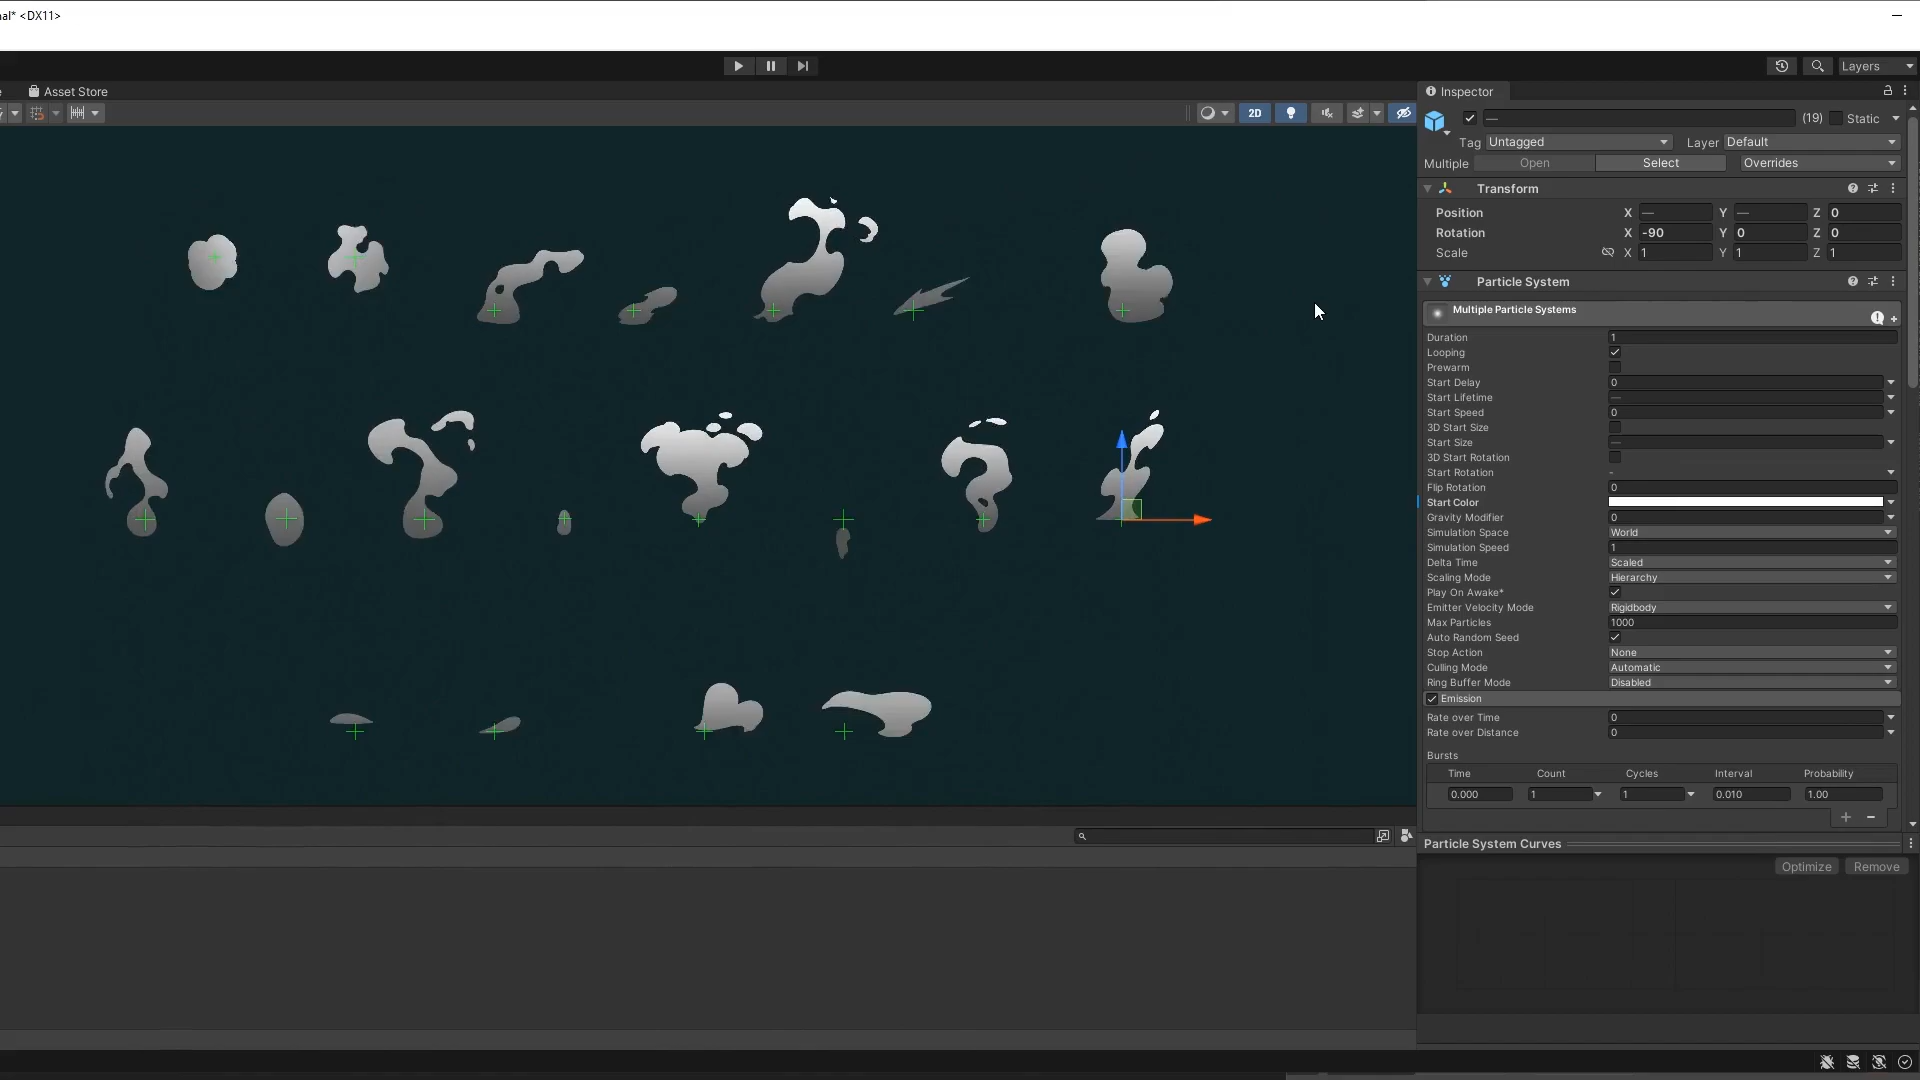 al* <DX11>
Layers
Asset Store
Inspector
2D
— (19) Static
Tag Untagged Layer Default
Multiple Open Select Overrides
Transform
Position X — Y — Z 0
Rotation X -90 Y 0 Z 0
Scale X 1 Y 1 Z 1
Particle System
Multiple Particle Systems
Duration 1
Looping
Prewarm
Start Delay 0
Start Lifetime —
Start Speed 0
3D Start Size
Start Size —
3D Start Rotation
Start Rotation -
Flip Rotation 0
Start Color
Gravity Modifier 0
Simulation Space World
Simulation Speed 1
Delta Time Scaled
Scaling Mode Hierarchy
Play On Awake*
Emitter Velocity Mode Rigidbody
Max Particles 1000
Auto Random Seed
Stop Action None
Culling Mode Automatic
Ring Buffer Mode Disabled
Emission
Rate over Time 0
Rate over Distance 0
Bursts
Time Count Cycles Interval Probability
0.000 1 1 0.010 1.00
Particle System Curves
Optimize Remove